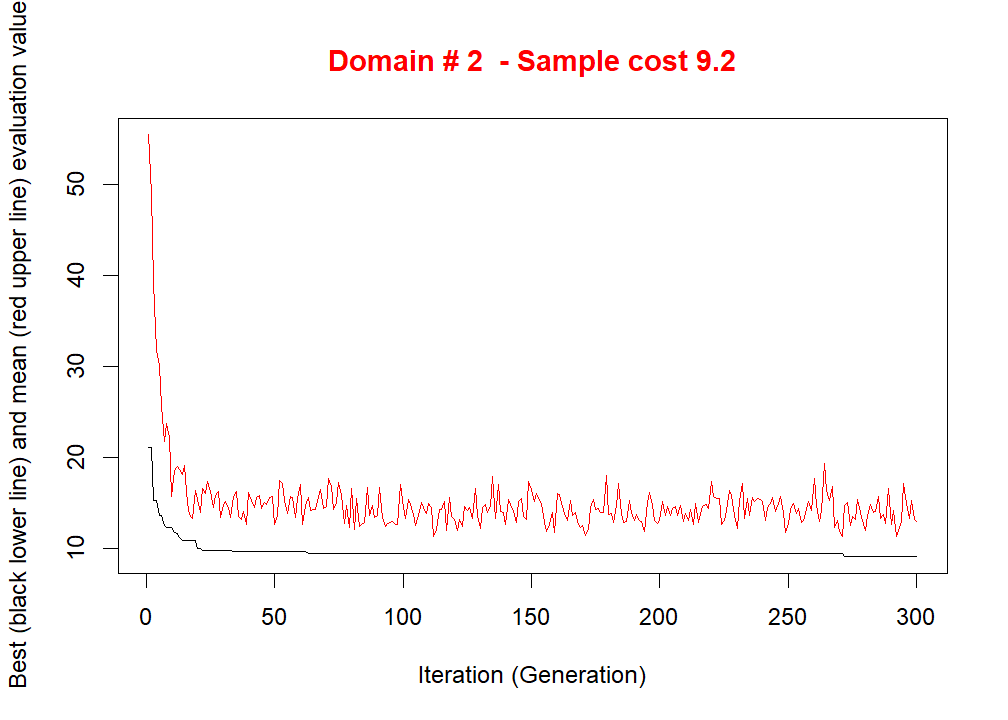 Domain # 2  - Sample cost 9.2
Best (black lower line) and mean (red upper line) evaluation value
50
40
30
20
10
0 50 100 150 200 250 300
Iteration (Generation)